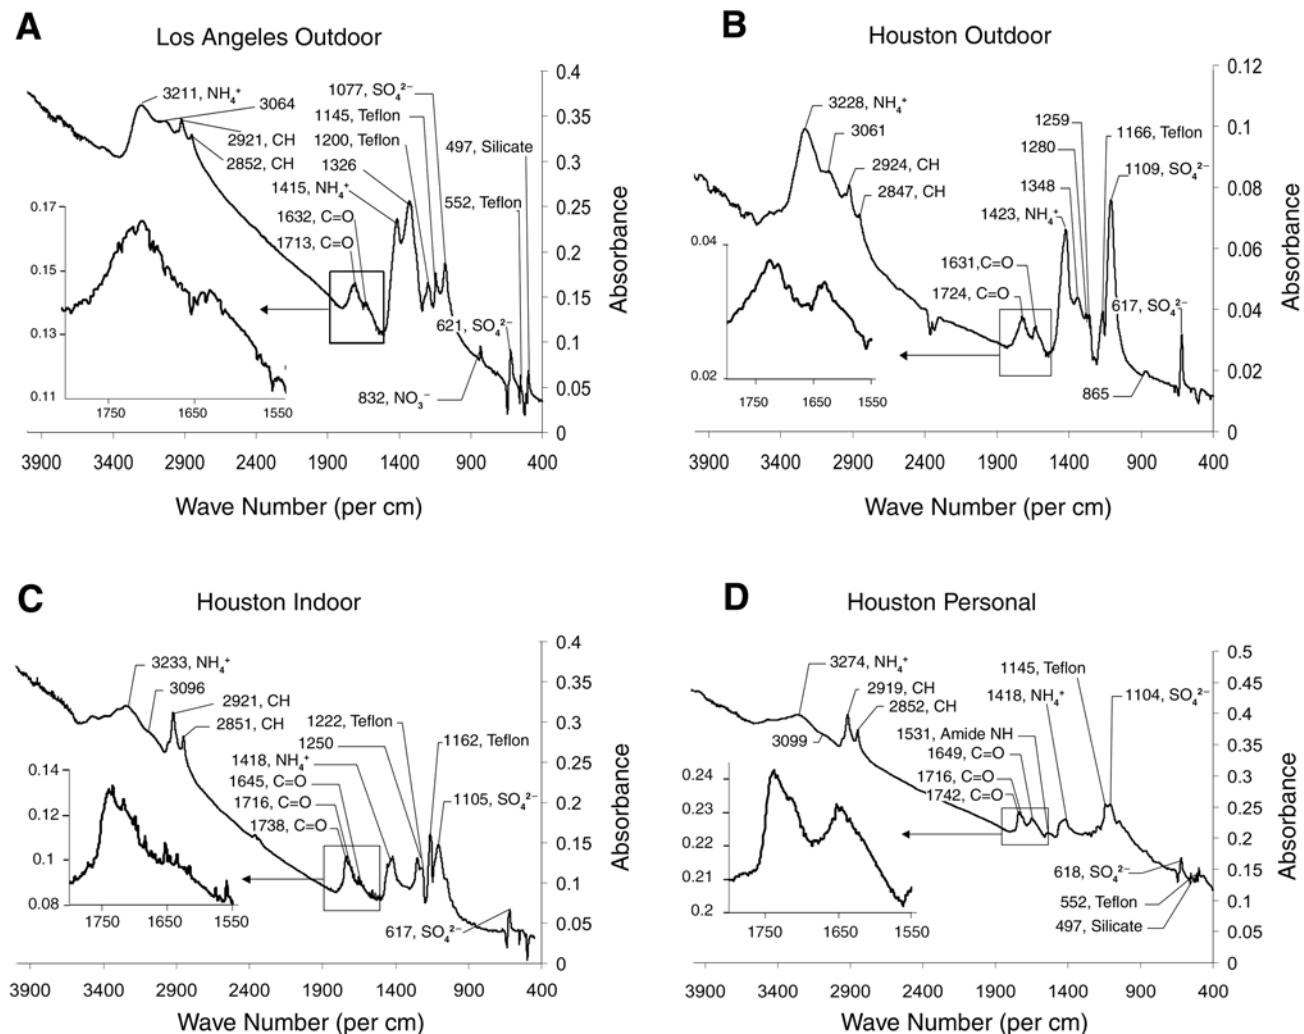 A
Los Angeles Outdoor
3211, NH₄⁺
3064
2921, CH
2852, CH
1077, SO₄²⁻
1145, Teflon
1200, Teflon
1326
1415, NH₄⁺
1632, C=O
1713, C=O
497, Silicate
552, Teflon
621, SO₄²⁻
832, NO₃⁻
0.4
0.35
0.3
0.25
0.2
0.15
0.1
0.05
0
Absorbance
0.17
0.15
0.13
0.11
1750 1650 1550
3900 3400 2900 2400 1900 1400 900 400
Wave Number (per cm)
B
Houston Outdoor
3228, NH₄⁺
3061
2924, CH
2847, CH
1259
1280
1348
1423, NH₄⁺
1631,C=O
1724, C=O
1166, Teflon
1109, SO₄²⁻
617, SO₄²⁻
865
0.12
0.1
0.08
0.06
0.04
0.02
0
Absorbance
0.04
0.02
1750 1650 1550
3900 3400 2900 2400 1900 1400 900 400
Wave Number (per cm)
C
Houston Indoor
3233, NH₄⁺
3096
2921, CH
2851, CH
1222, Teflon
1250
1418, NH₄⁺
1645, C=O
1716, C=O
1738, C=O
1162, Teflon
1105, SO₄²⁻
617, SO₄²⁻
0.4
0.35
0.3
0.25
0.2
0.15
0.1
0.05
0
Absorbance
0.14
0.12
0.1
0.08
1750 1650 1550
3900 3400 2900 2400 1900 1400 900 400
Wave Number (per cm)
D
Houston Personal
3274, NH₄⁺
2919, CH
2852, CH
3099
1145, Teflon
1418, NH₄⁺
1531, Amide NH
1649, C=O
1716, C=O
1742, C=O
1104, SO₄²⁻
618, SO₄²⁻
552, Teflon
497, Silicate
0.5
0.45
0.4
0.35
0.3
0.25
0.2
0.15
0.1
0.05
0
Absorbance
0.24
0.23
0.22
0.21
0.2
1750 1650 1550
3900 3400 2900 2400 1900 1400 900 400
Wave Number (per cm)